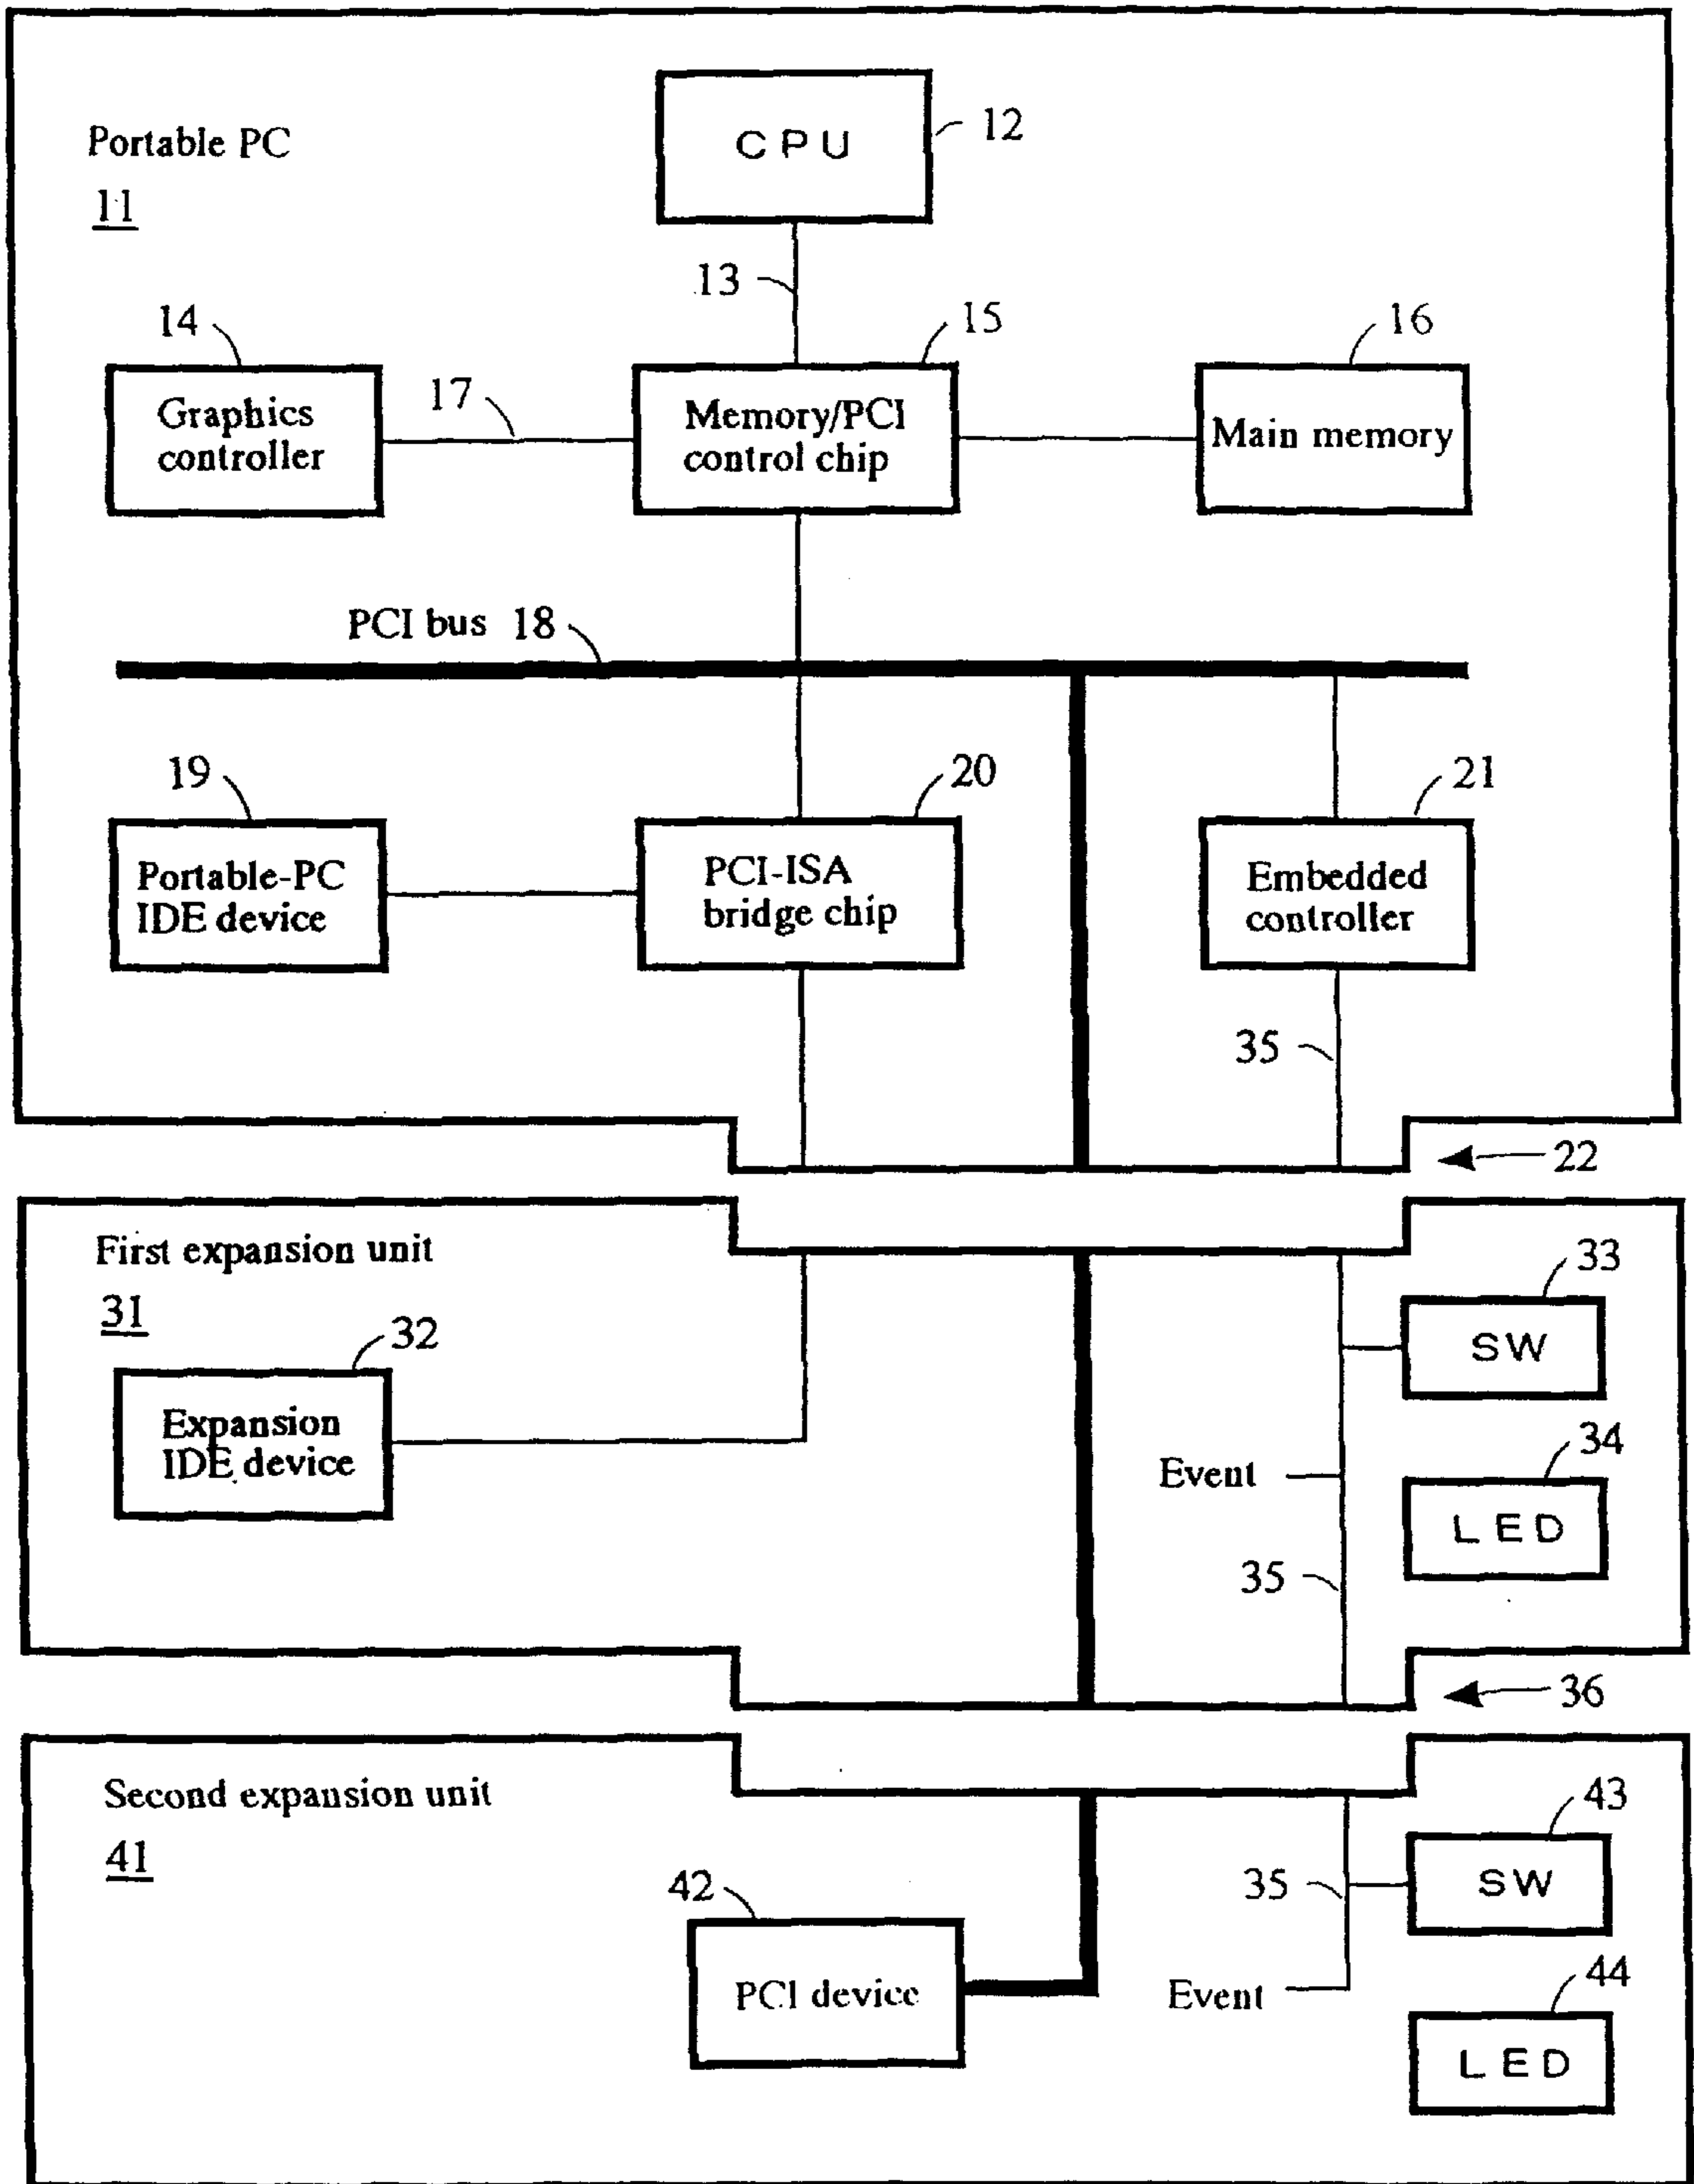 Portable PC
11
CPU
12
13
14
15
16
17
Graphics
controller
Memory/PCI
control chip
Main memory
PCI bus 18
19
20
21
Portable-PC
IDE device
PCI-ISA
bridge chip
Embedded
controller
35
22
First expansion unit
31
32
33
SW
Expansion
IDE device
34
Event
LED
35
36
Second expansion unit
41
43
42
35
SW
PCI device
Event
44
LED